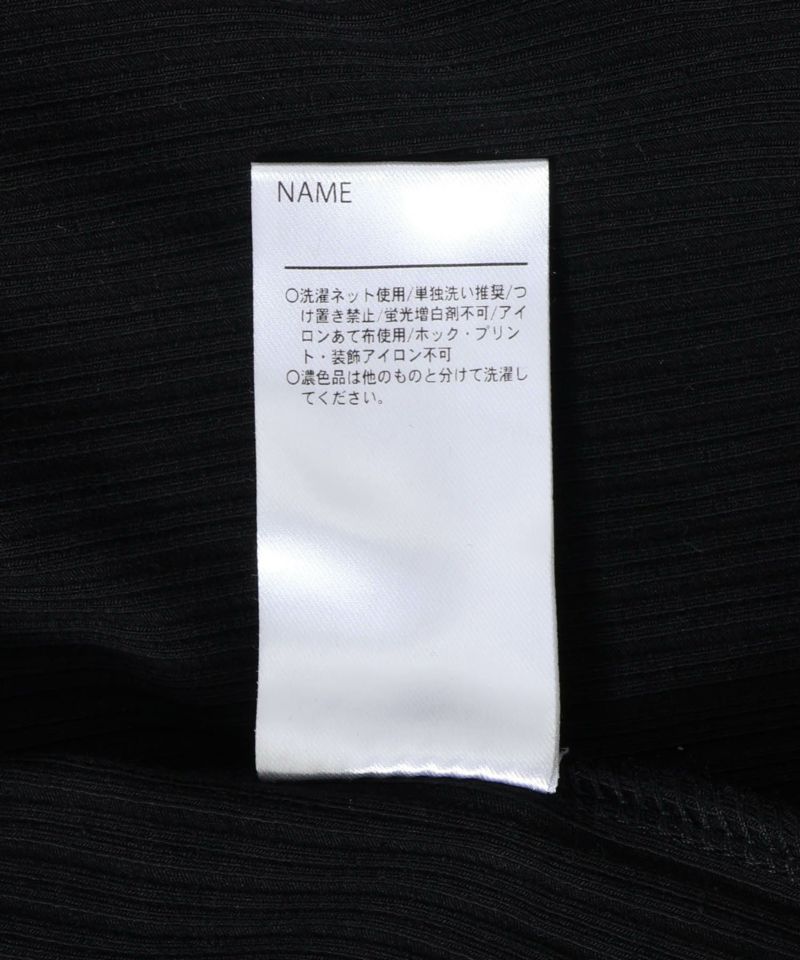 NAME
○洗濯ネット使用/単独洗い推奨/つ
け置き禁止/蛍光増白剤不可/アイ
ロンあて布使用/ホック・プリン
ト・装飾アイロン不可
○濃色品は他のものと分けて洗濯し
てください。